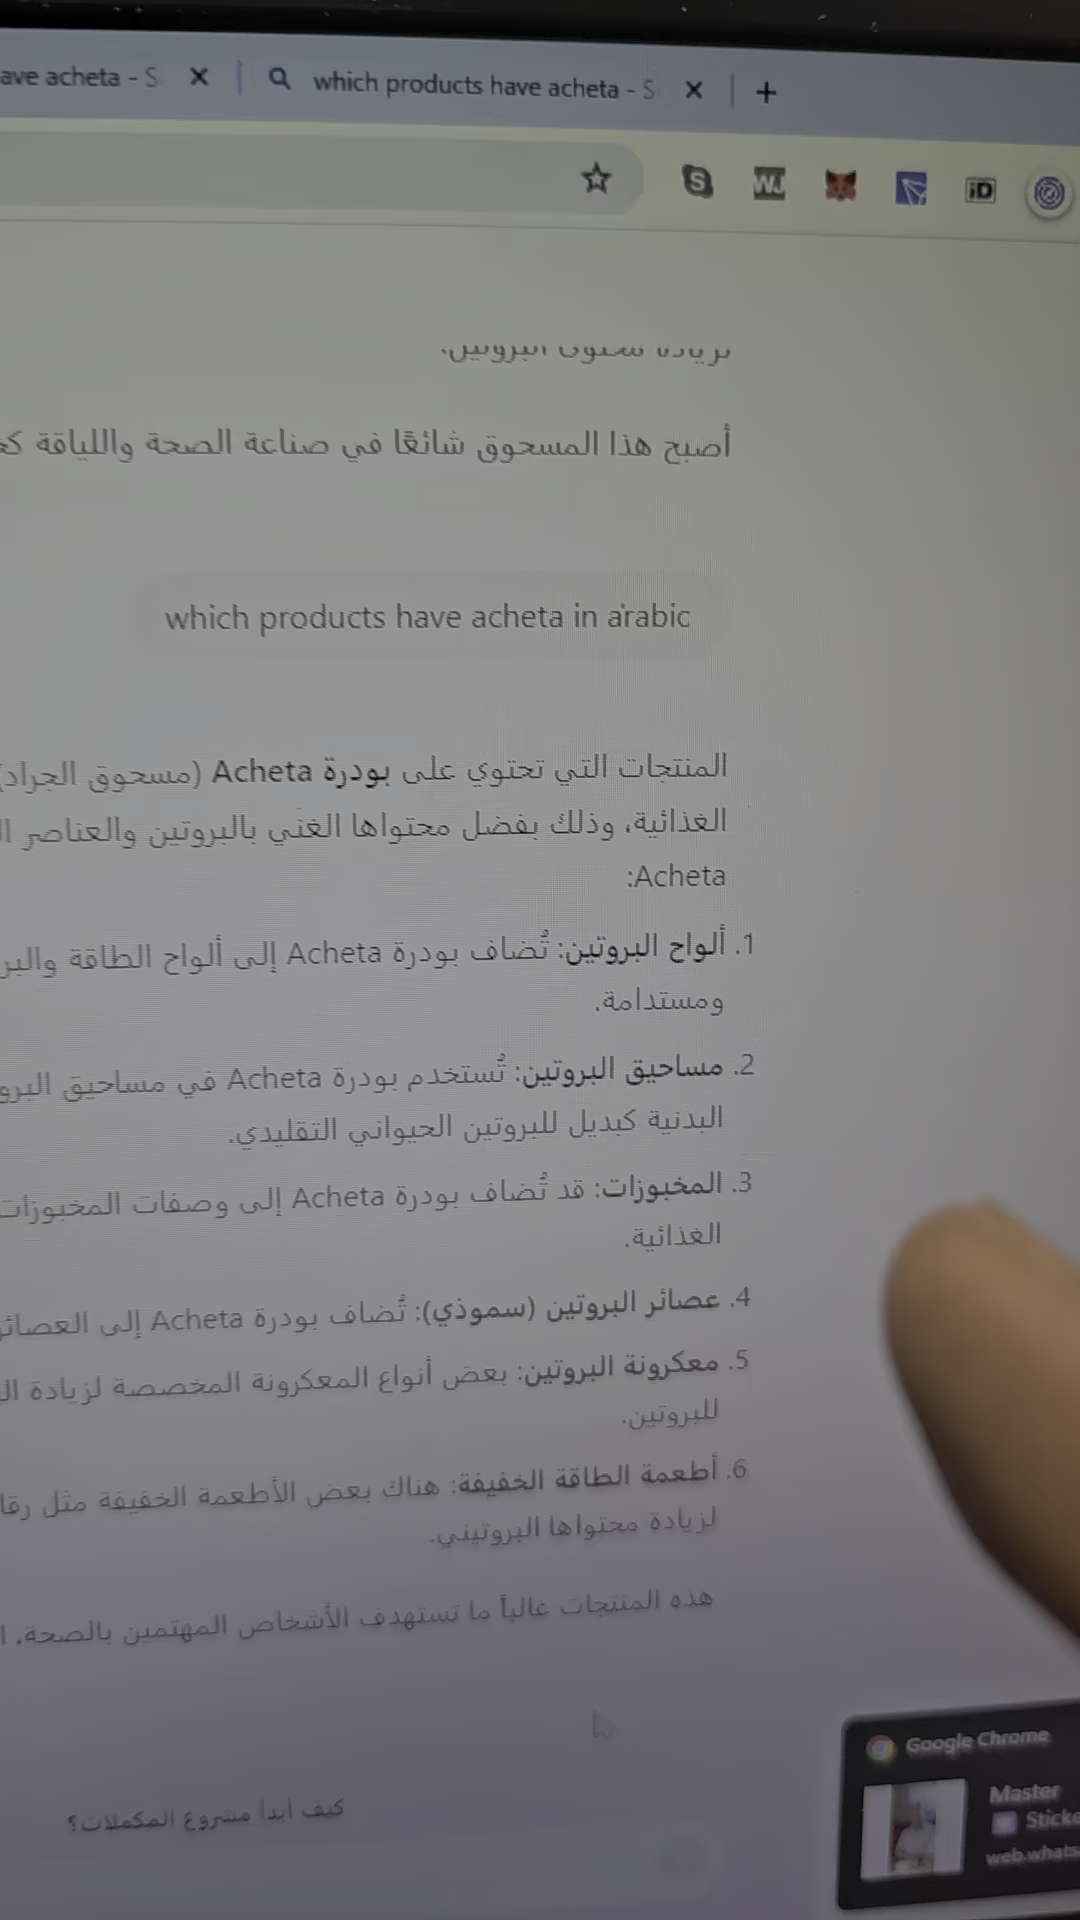 ave acheta - S
which products have acheta - S
أصبح هذا المسحوق شائعًا في صناعة الصحة واللياقة
which products have acheta in arabic
المنتجات التي تحتوي على بودرة Acheta (مسحوق الجراد)
الغذائية، وذلك بفضل محتواها الغني بالبروتين والعناصر
Acheta:
1. ألواح البروتين: تُضاف بودرة Acheta إلى ألواح الطاقة
ومستدامة.
2. مساحيق البروتين: تُستخدم بودرة Acheta في مساحيق
البدنية كبديل للبروتين الحيواني التقليدي.
3. المخبوزات: قد تُضاف بودرة Acheta إلى وصفات المخبوزات
الغذائية.
4. عصائر البروتين (سموذي): تُضاف بودرة Acheta إلى
5. معكرونة البروتين: بعض أنواع المعكرونة المخصصة لزيادة
للبروتين.
6. أطعمة الطاقة الخفيفة: هناك بعض الأطعمة الخفيفة مثل
لزيادة محتواها البروتيني.
هذه المنتجات غالباً ما تستهدف الأشخاص المهتمين بالصحة،
كيف أبدأ مشروع المكملات؟
Google Chrome
Master
Sticke
web.whats